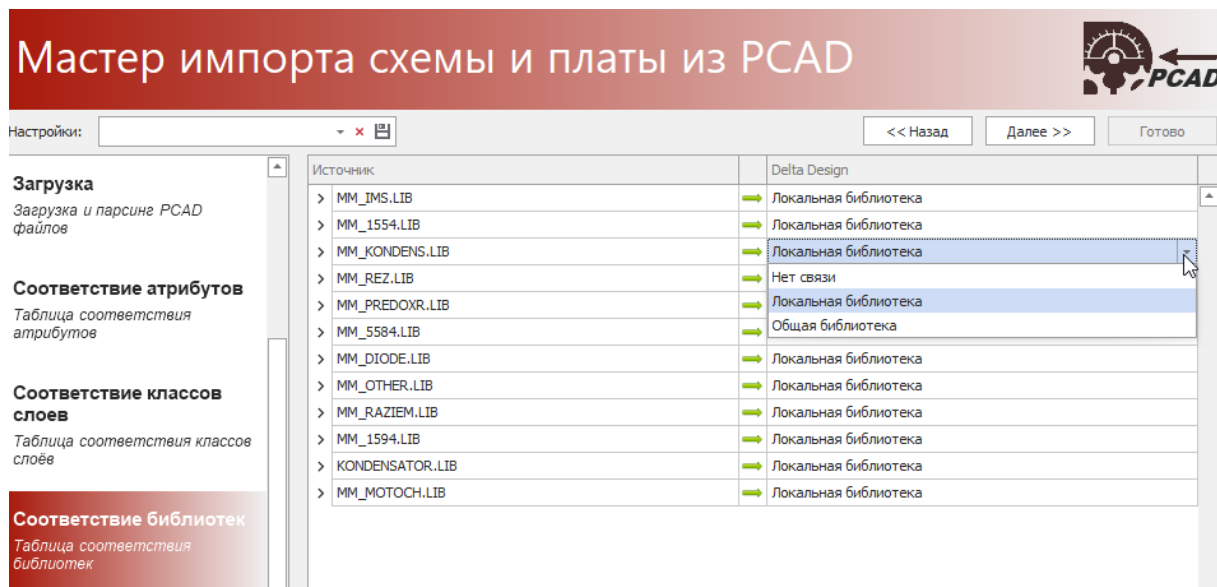 Мастер импорта схемы и платы из PCAD
PCAD
Настройки:
<< Назад
Далее >>
Готово
Загрузка
Загрузка и парсинг PCAD
файлов
Соответствие атрибутов
Таблица соответствия
атрибутов
Соответствие классов
слоев
Таблица соответствия классов
слоёв
Соответствие библиотек
Таблица соответствия
библиотек
Источник Delta Design
MM_IMS.LIB Локальная библиотека
MM_1554.LIB Локальная библиотека
MM_KONDENS.LIB Локальная библиотека
MM_REZ.LIB Нет связи
MM_PREDOXR.LIB Локальная библиотека
MM_5584.LIB Общая библиотека
MM_DIODE.LIB Локальная библиотека
MM_OTHER.LIB Локальная библиотека
MM_RAZIEM.LIB Локальная библиотека
MM_1594.LIB Локальная библиотека
KONDENSATOR.LIB Локальная библиотека
MM_MOTOCH.LIB Локальная библиотека